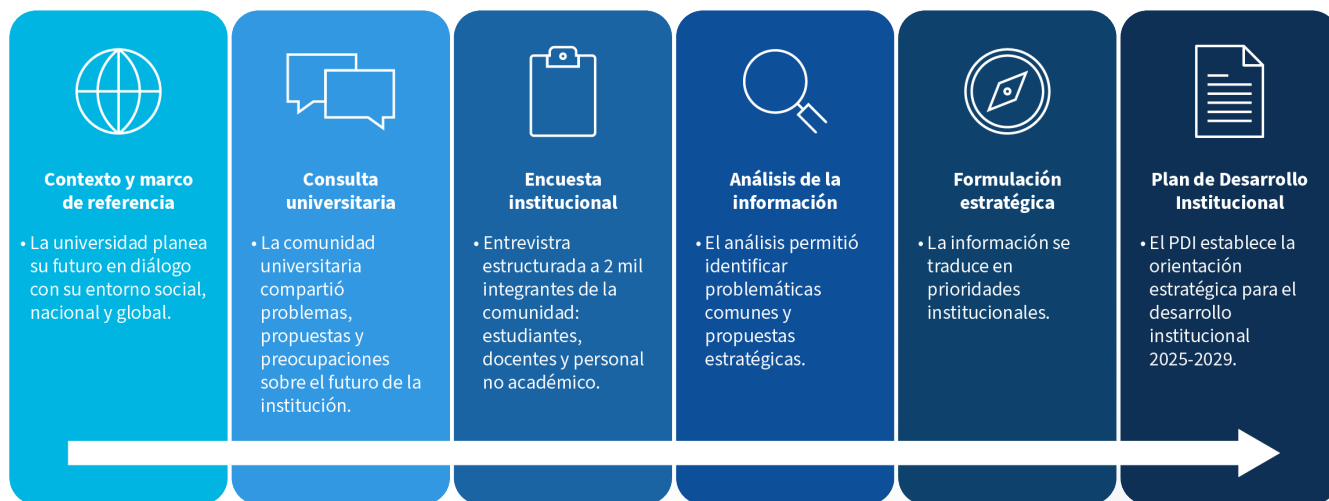 Contexto y marco
de referencia
• La universidad planea
su futuro en diálogo
con su entorno social,
nacional y global.
Consulta
universitaria
• La comunidad
universitaria
compartió
problemas,
propuestas y
preocupaciones
sobre el futuro de la
institución.
Encuesta
institucional
• Entrevistra
estructurada a 2 mil
integrantes de la
comunidad:
estudiantes,
docentes y personal
no académico.
Análisis de la
información
• El análisis permitió
identificar
problemáticas
comunes y
propuestas
estratégicas.
Formulación
estratégica
• La información se
traduce en
prioridades
institucionales.
Plan de Desarrollo
Institucional
• El PDI establece la
orientación
estratégica para el
desarrollo
institucional
2025-2029.